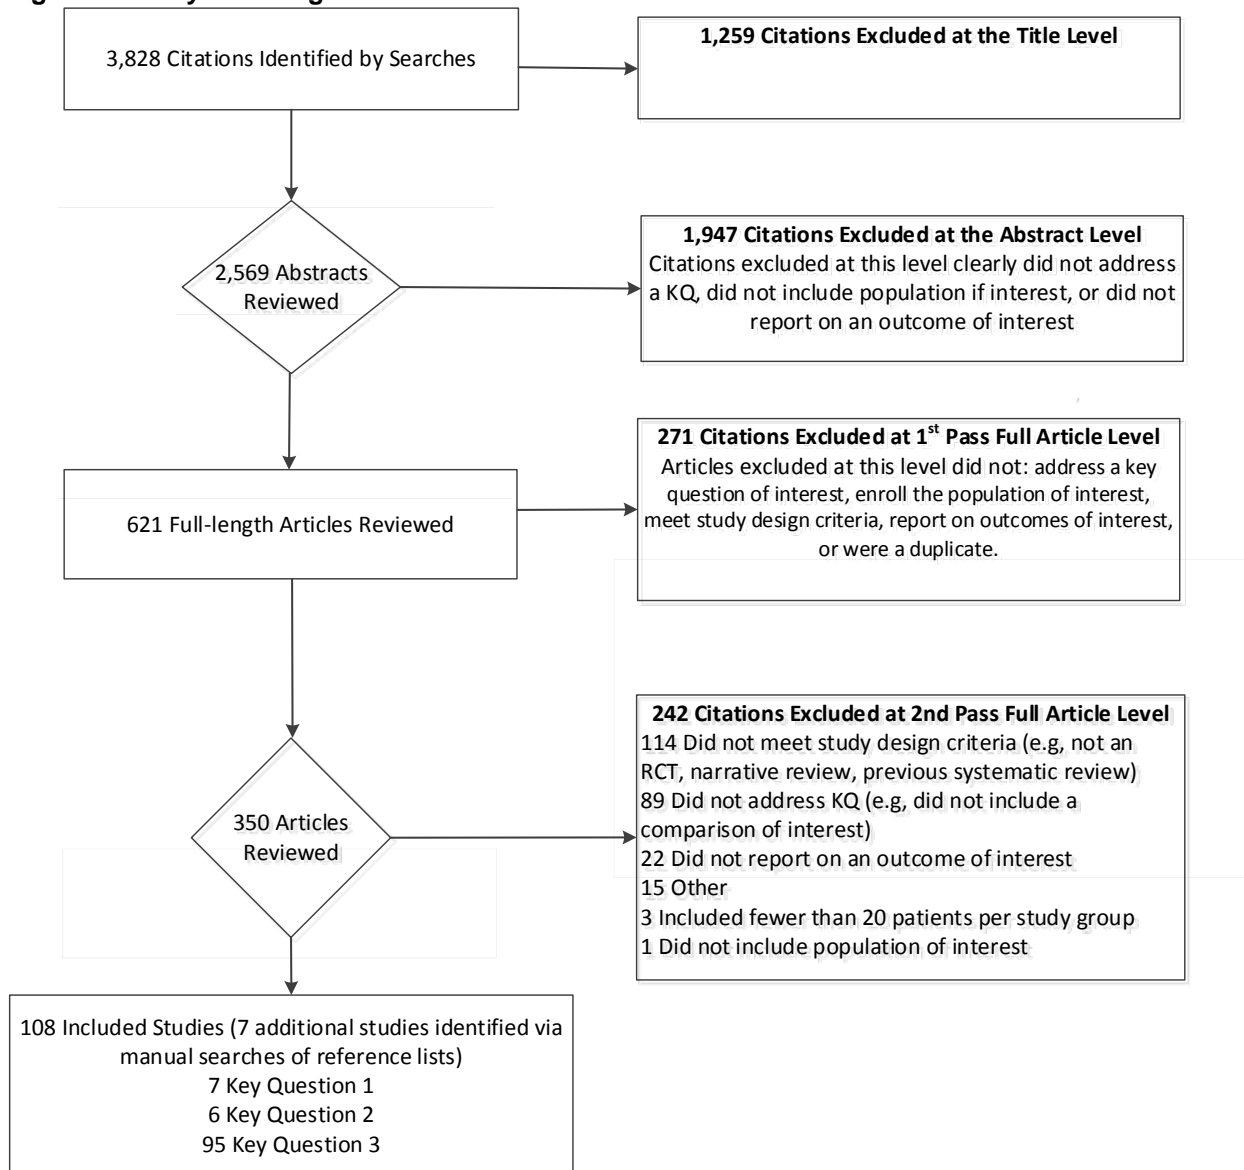 3,828 Citations Identified by Searches
1,259 Citations Excluded at the Title Level
2,569 Abstracts
Reviewed
1,947 Citations Excluded at the Abstract Level
Citations excluded at this level clearly did not address
a KQ, did not include population if interest, or did not
report on an outcome of interest
621 Full-length Articles Reviewed
271 Citations Excluded at 1st Pass Full Article Level
Articles excluded at this level did not: address a key
question of interest, enroll the population of interest,
meet study design criteria, report on outcomes of interest,
or were a duplicate.
350 Articles
Reviewed
242 Citations Excluded at 2nd Pass Full Article Level
114 Did not meet study design criteria (e.g, not an
RCT, narrative review, previous systematic review)
89 Did not address KQ (e.g, did not include a
comparison of interest)
22 Did not report on an outcome of interest
15 Other
3 Included fewer than 20 patients per study group
1 Did not include population of interest
108 Included Studies (7 additional studies identified via
manual searches of reference lists)
7 Key Question 1
6 Key Question 2
95 Key Question 3